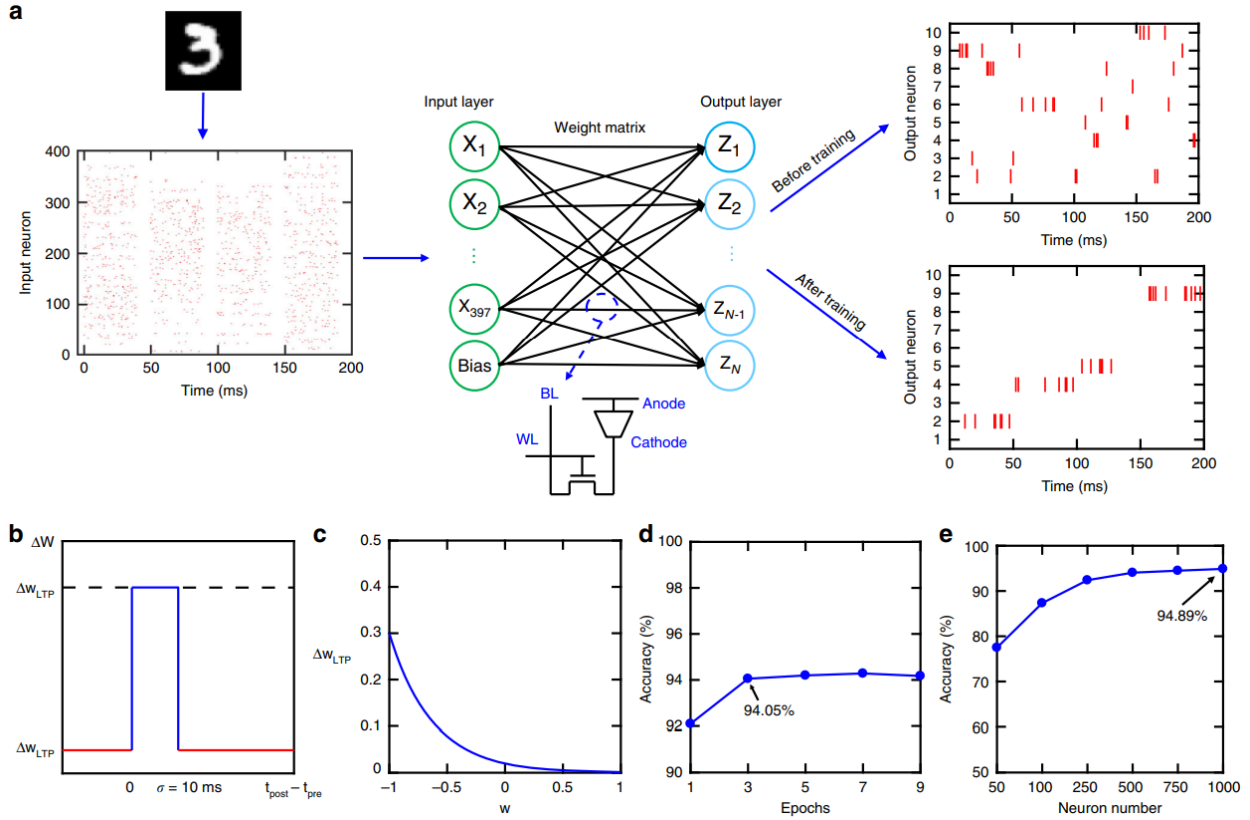 a
3
Input neuron
400
300
200
100
0
0
50
100
150
200
Time (ms)
Input layer
Weight matrix
Output layer
X1
X2
X397
Bias
Z1
Z2
ZN-1
ZN
BL
WL
Anode
Cathode
Before training
After training
Output neuron
10
9
8
7
6
5
4
3
2
1
0
50
100
150
200
Time (ms)
Output neuron
10
9
8
7
6
5
4
3
2
1
0
50
100
150
200
Time (ms)
b
ΔW
ΔwLTP
ΔwLTP
0
σ = 10 ms
tpost – tpre
c
ΔwLTP
0.5
0.4
0.3
0.2
0.1
0
–1
–0.5
0
0.5
1
w
d
Accuracy (%)
100
98
96
94
92
90
94.05%
1
3
5
7
9
Epochs
e
Accuracy (%)
100
90
80
70
60
50
94.89%
50
100
250
500
750
1000
Neuron number